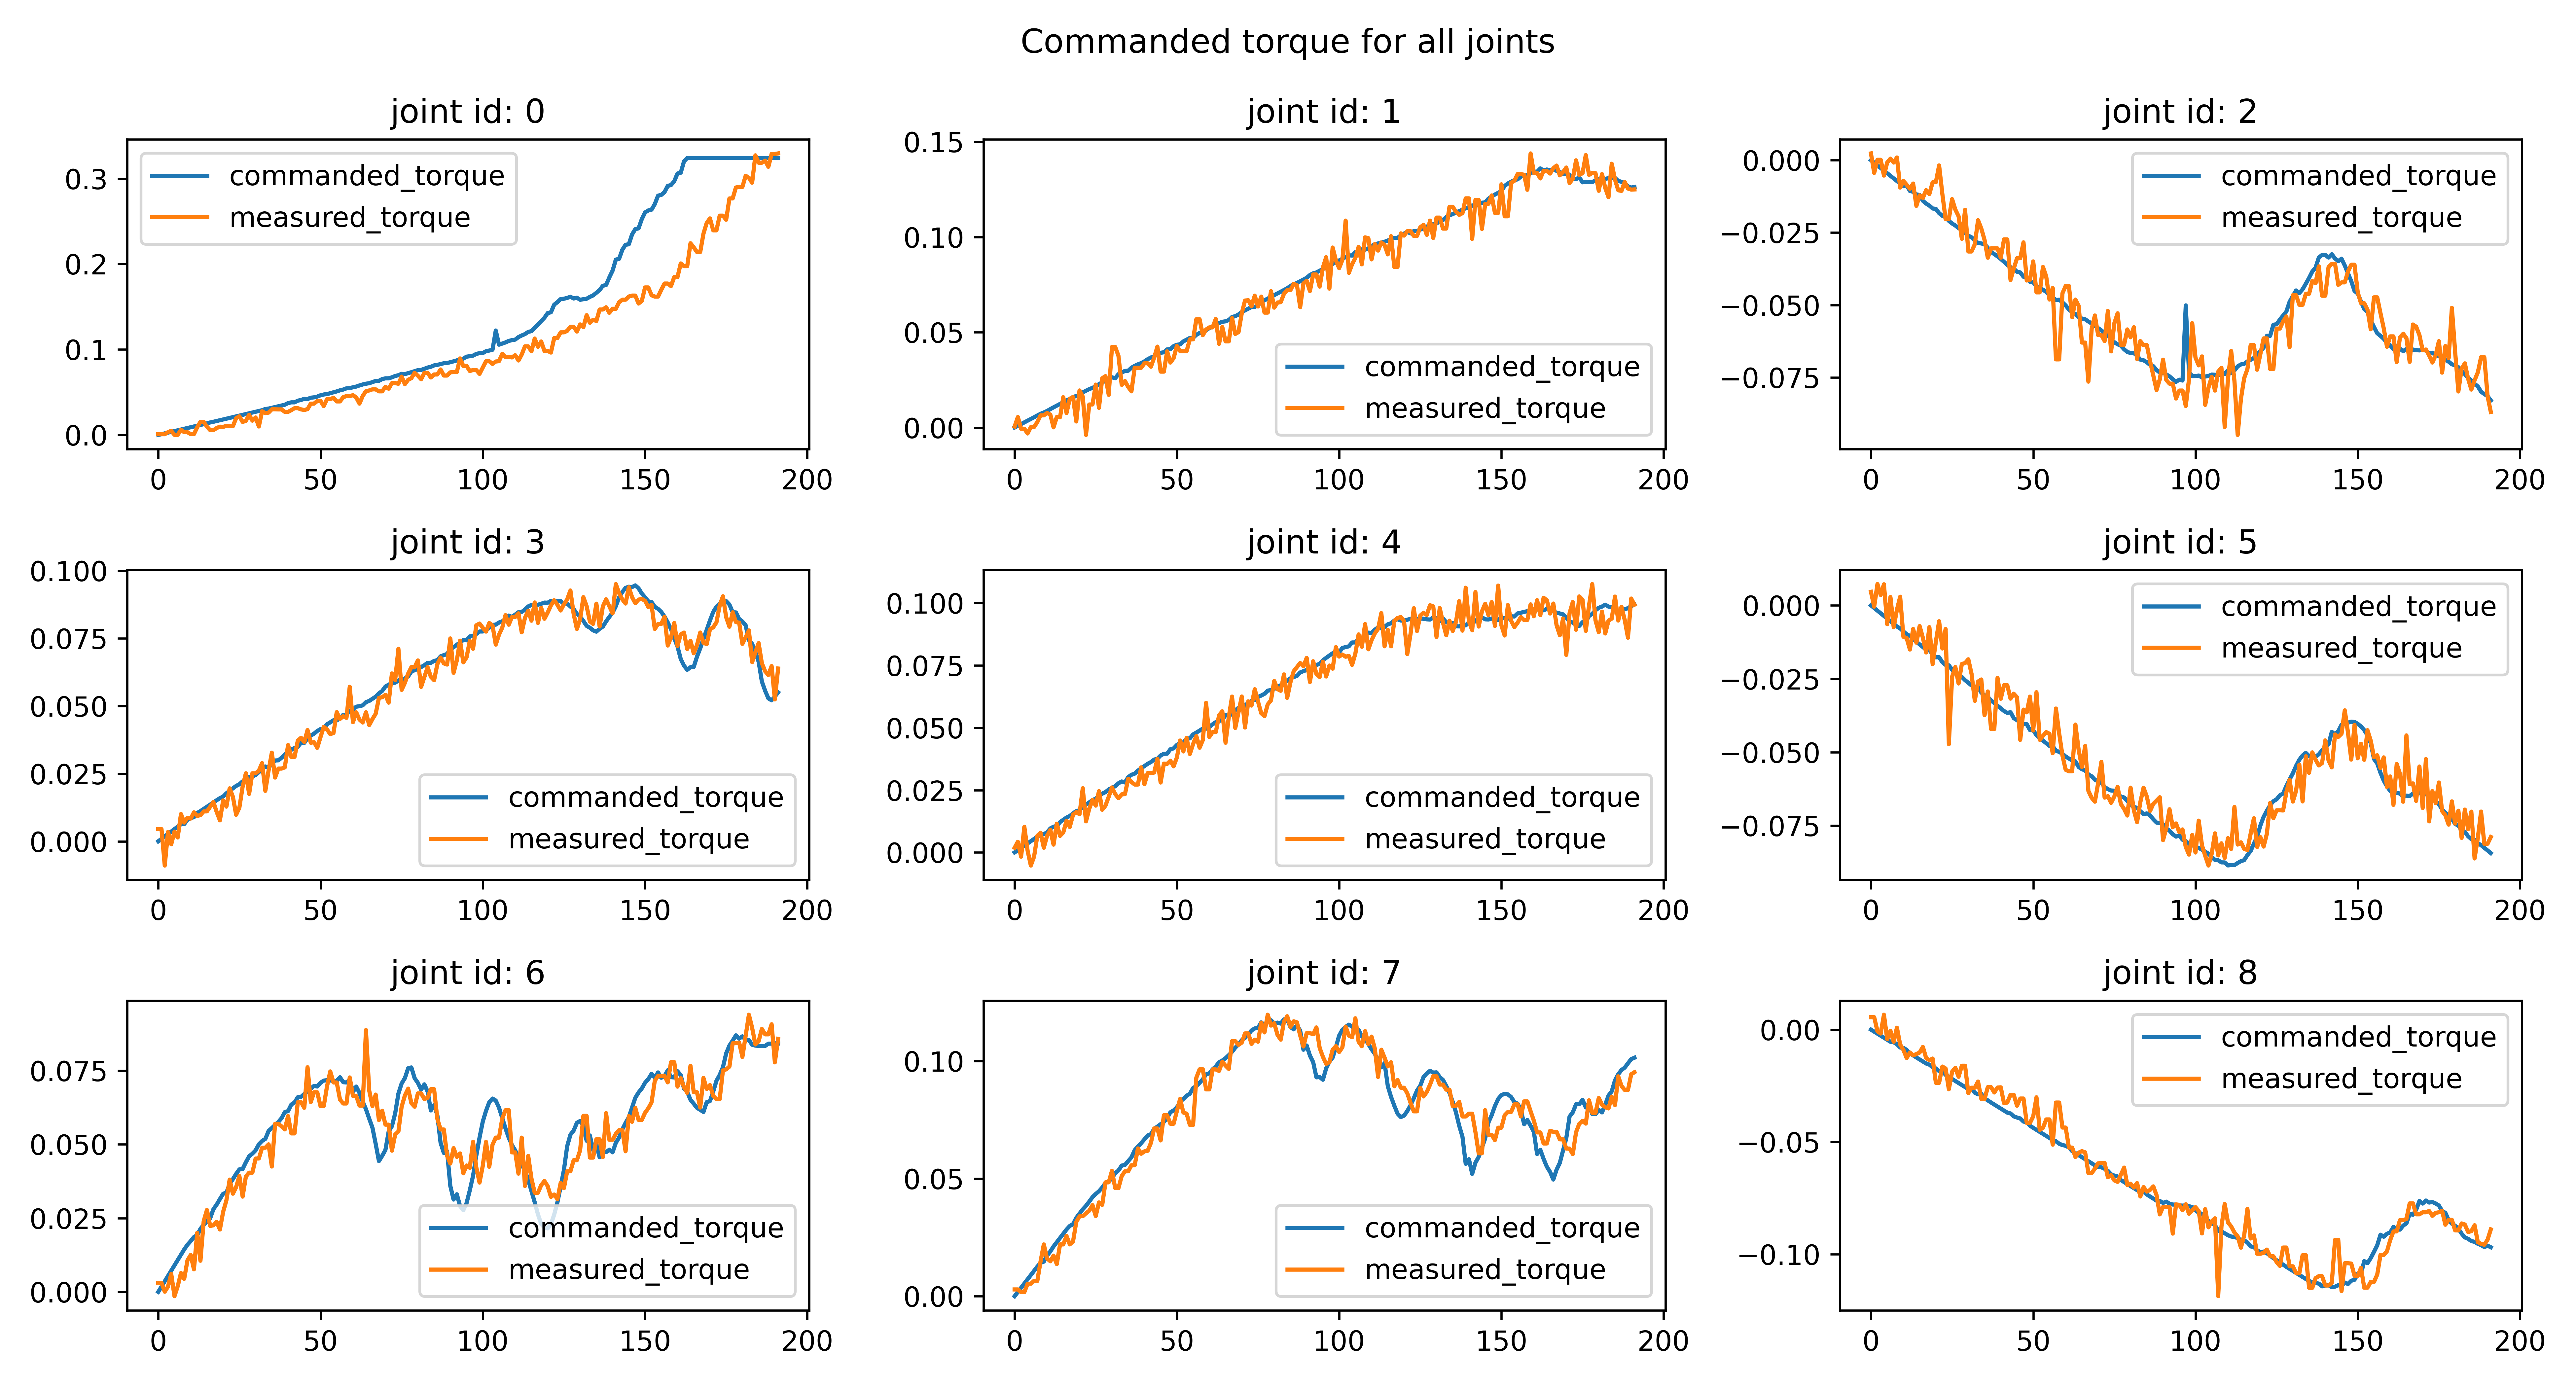 Commanded torque for all joints
joint id: 0
0.3
0.2
0.1
0.0
commanded_torque
measured_torque
0 50 100 150 200
joint id: 1
0.15
0.10
0.05
0.00
commanded_torque
measured_torque
0 50 100 150 200
joint id: 2
0.000
−0.025
−0.050
−0.075
commanded_torque
measured_torque
0 50 100 150 200
joint id: 3
0.100
0.075
0.050
0.025
0.000
commanded_torque
measured_torque
0 50 100 150 200
joint id: 4
0.100
0.075
0.050
0.025
0.000
commanded_torque
measured_torque
0 50 100 150 200
joint id: 5
0.000
−0.025
−0.050
−0.075
commanded_torque
measured_torque
0 50 100 150 200
joint id: 6
0.075
0.050
0.025
0.000
commanded_torque
measured_torque
0 50 100 150 200
joint id: 7
0.10
0.05
0.00
commanded_torque
measured_torque
0 50 100 150 200
joint id: 8
0.00
−0.05
−0.10
commanded_torque
measured_torque
0 50 100 150 200